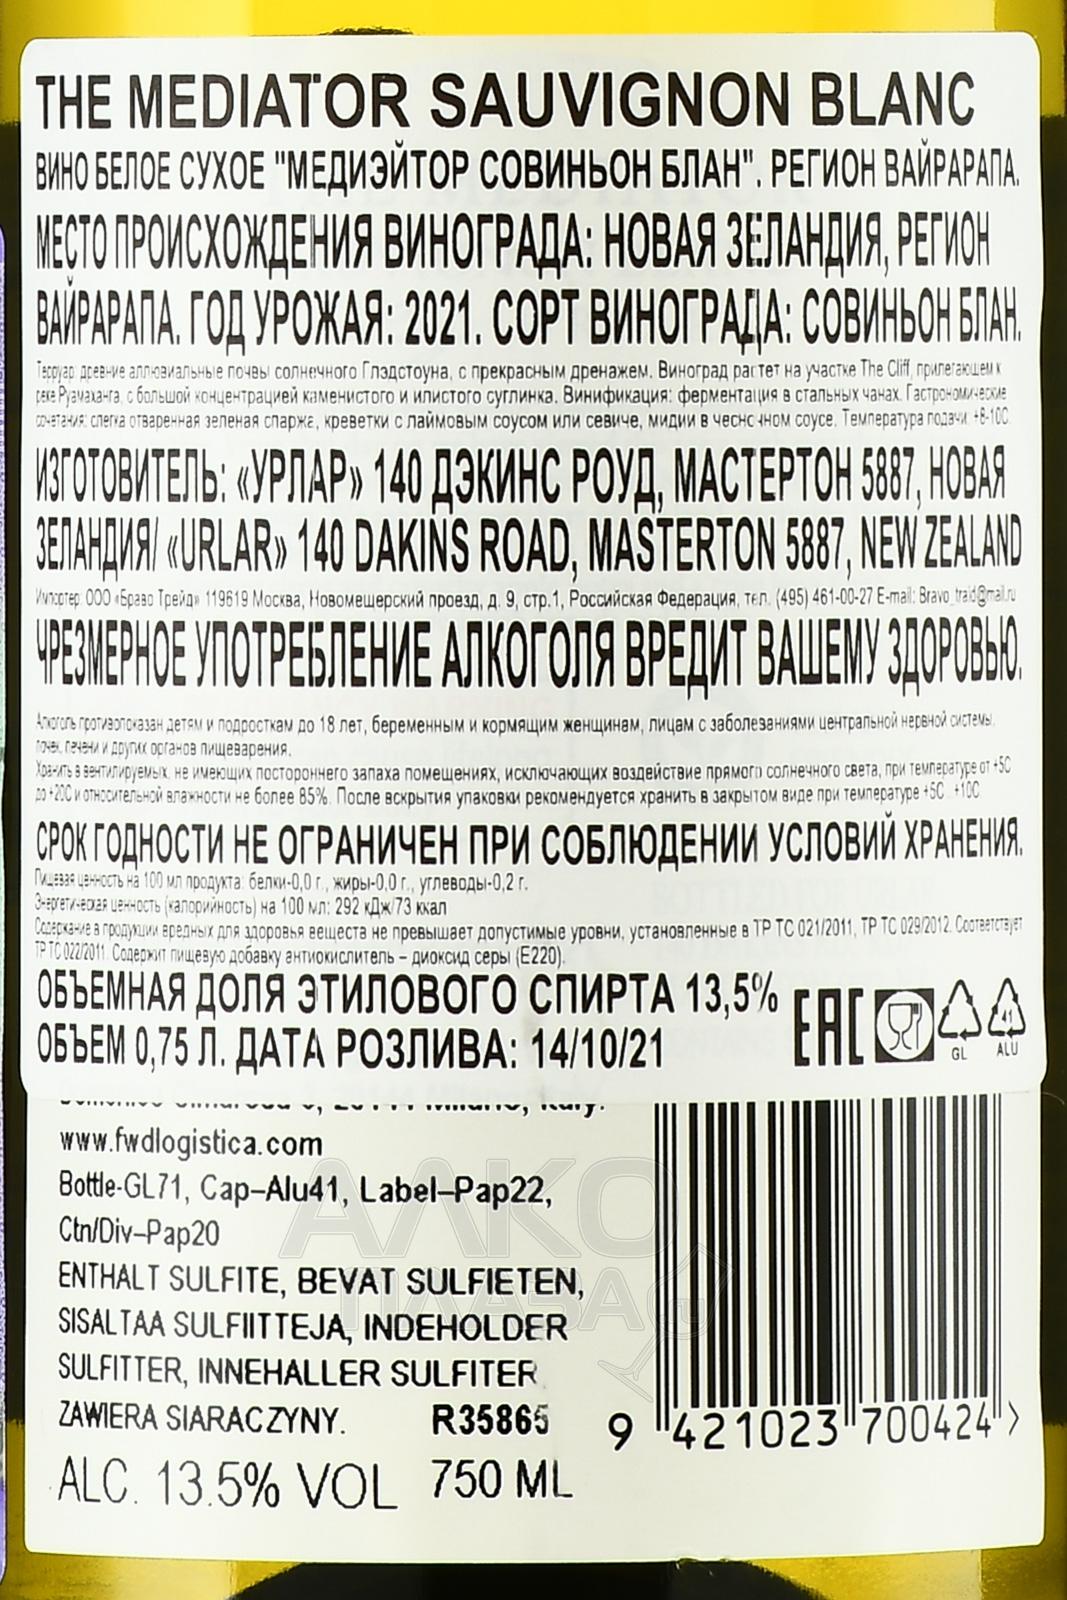 THE MEDIATOR SAUVIGNON BLANC
ВИНО БЕЛОЕ СУХОЕ "МЕДИЭЙТОР СОВИНЬОН БЛАН". РЕГИОН ВАЙРАРАПА.
МЕСТО ПРОИСХОЖДЕНИЯ ВИНОГРАДА: НОВАЯ ЗЕЛАНДИЯ, РЕГИОН
ВАЙРАРАПА. ГОД УРОЖАЯ: 2021. СОРТ ВИНОГРАДА: СОВИНЬОН БЛАН.
Терруар: древние аллювиальные почвы солнечного Глэдстоуна, с прекрасным дренажем. Виноград растет на участке The Cliff, прилегающем к
реке Руамаханга, с большой концентрацией каменистого и илистого суглинка. Винификация: ферментация в стальных чанах. Гастрономические
сочетания: слегка отваренная зеленая спаржа, креветки с лаймовым соусом или севиче, мидии в чесночном соусе. Температура подачи: +8-10С
ИЗГОТОВИТЕЛЬ: «УРЛАР» 140 ДЭКИНС РОУД, МАСТЕРТОН 5887, НОВАЯ
ЗЕЛАНДИЯ/ «URLAR» 140 DAKINS ROAD, MASTERTON 5887, NEW ZEALAND
Импортер: ООО «Браво Трейд» 119619 Москва, Новомещерский проезд, д. 9, стр.1, Российская Федерация, тел. (495) 461-00-27 E-mail: Bravo_traid@mail.ru
ЧРЕЗМЕРНОЕ УПОТРЕБЛЕНИЕ АЛКОГОЛЯ ВРЕДИТ ВАШЕМУ ЗДОРОВЬЮ.
Алкоголь противопоказан детям и подросткам до 18 лет, беременным и кормящим женщинам, лицам с заболеваниями центральной нервной системы,
почек, печени и других органов пищеварения.
Хранить в вентилируемых, не имеющих постороннего запаха помещениях, исключающих воздействие прямого солнечного света, при температуре от +5С
до +20С и относительной влажности не более 85%. После вскрытия упаковки рекомендуется хранить в закрытом виде при температуре +5С..+10С
СРОК ГОДНОСТИ НЕ ОГРАНИЧЕН ПРИ СОБЛЮДЕНИИ УСЛОВИЙ ХРАНЕНИЯ.
Пищевая ценность на 100 мл продукта: белки-0,0 г., жиры-0,0 г., углеводы-0,2 г.
Энергетическая ценность (калорийность) на 100 мл: 292 кДж/73 ккал
Содержание в продукции вредных для здоровья веществ не превышает допустимые уровни, установленные в ТР ТС 021/2011, ТР ТС 029/2012. Соответствует
ТР ТС 022/2011. Содержит пищевую добавку антиокислитель – диоксид серы (Е220).
ОБЪЕМНАЯ ДОЛЯ ЭТИЛОВОГО СПИРТА 13,5%
ОБЪЕМ 0,75 Л. ДАТА РОЗЛИВА: 14/10/21
EAC
GL
41
ALU
www.fwdlogistica.com
Bottle-GL71, Cap–Alu41, Label–Pap22,
Ctn/Div–Pap20
ENTHALT SULFITE, BEVAT SULFIETEN,
SISALTAA SULFIITTEJA, INDEHOLDER
SULFITTER, INNEHALLER SULFITER
ZAWIERA SIARACZYNY.
R35865
9 421023 700424 >
ALC. 13.5% VOL 750 ML
АЛКО
ПЛАЗА